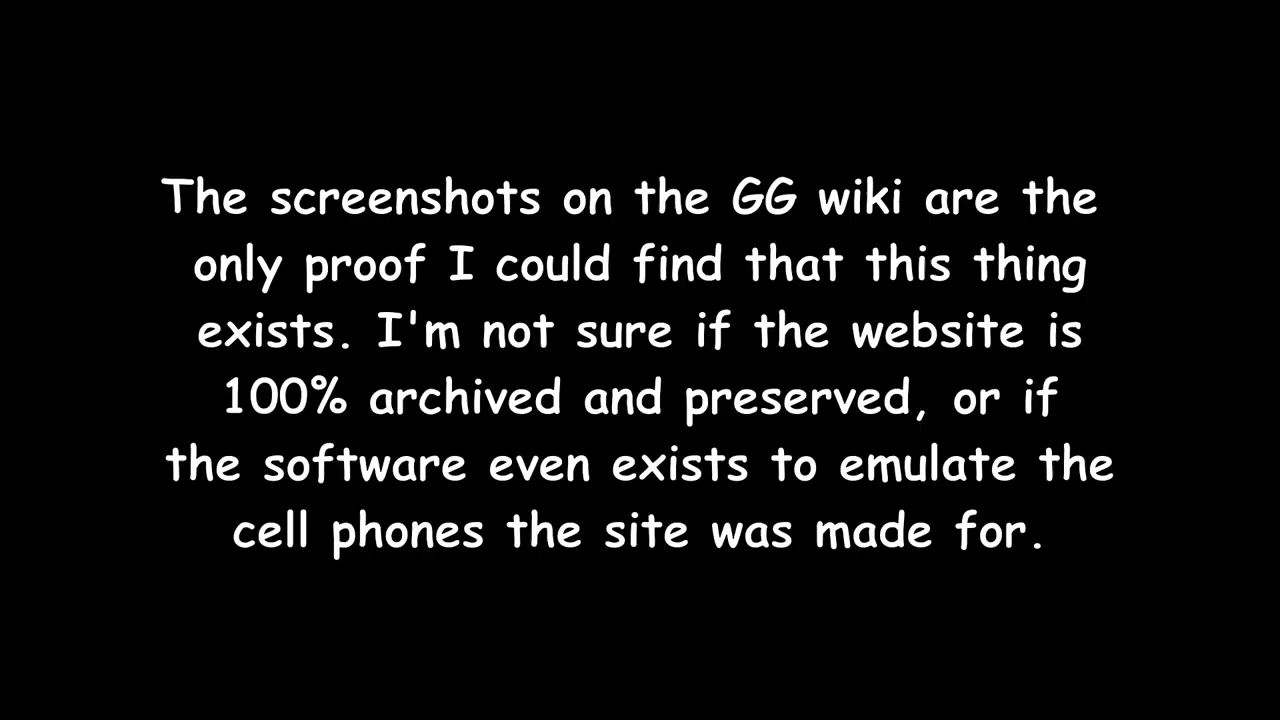 The screenshots on the GG wiki are the
only proof I could find that this thing
exists. I'm not sure if the website is
100% archived and preserved, or if
the software even exists to emulate the
cell phones the site was made for.